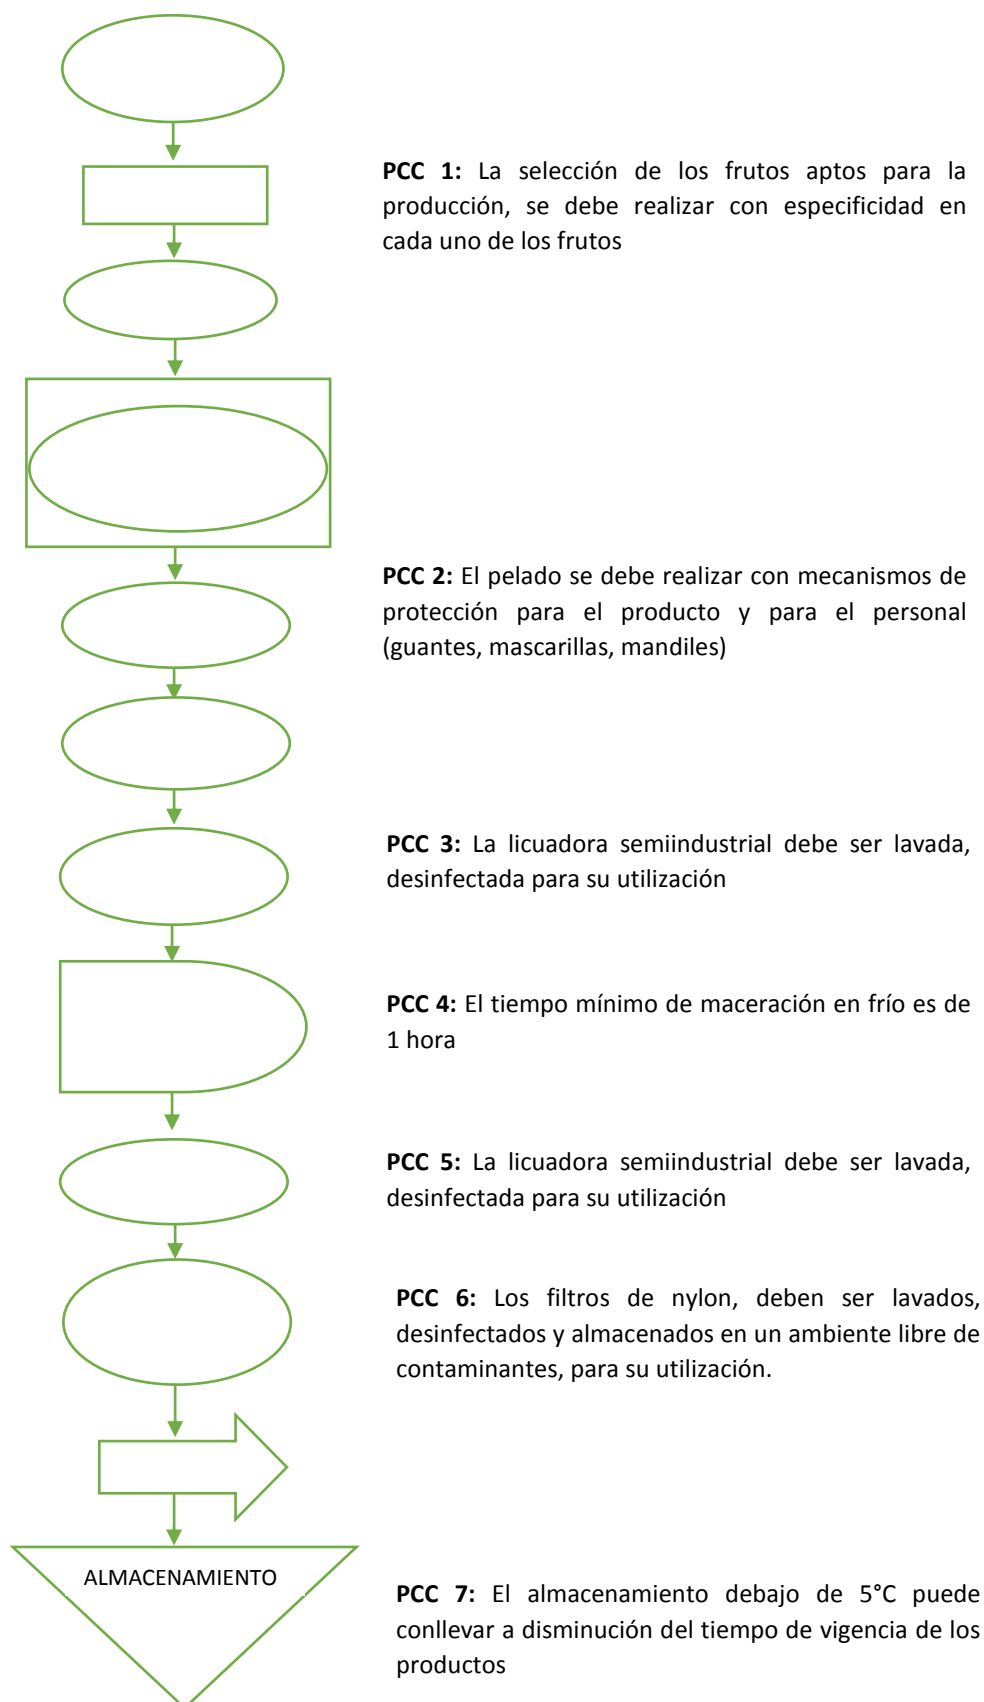 PCC 1: La selección de los frutos aptos para la
producción, se debe realizar con especificidad en
cada uno de los frutos
PCC 2: El pelado se debe realizar con mecanismos de
protección para el producto y para el personal
(guantes, mascarillas, mandiles)
PCC 3: La licuadora semiindustrial debe ser lavada,
desinfectada para su utilización
PCC 4: El tiempo mínimo de maceración en frío es de
1 hora
PCC 5: La licuadora semiindustrial debe ser lavada,
desinfectada para su utilización
PCC 6: Los filtros de nylon, deben ser lavados,
desinfectados y almacenados en un ambiente libre de
contaminantes, para su utilización.
ALMACENAMIENTO
PCC 7: El almacenamiento debajo de 5°C puede
conllevar a disminución del tiempo de vigencia de los
productos